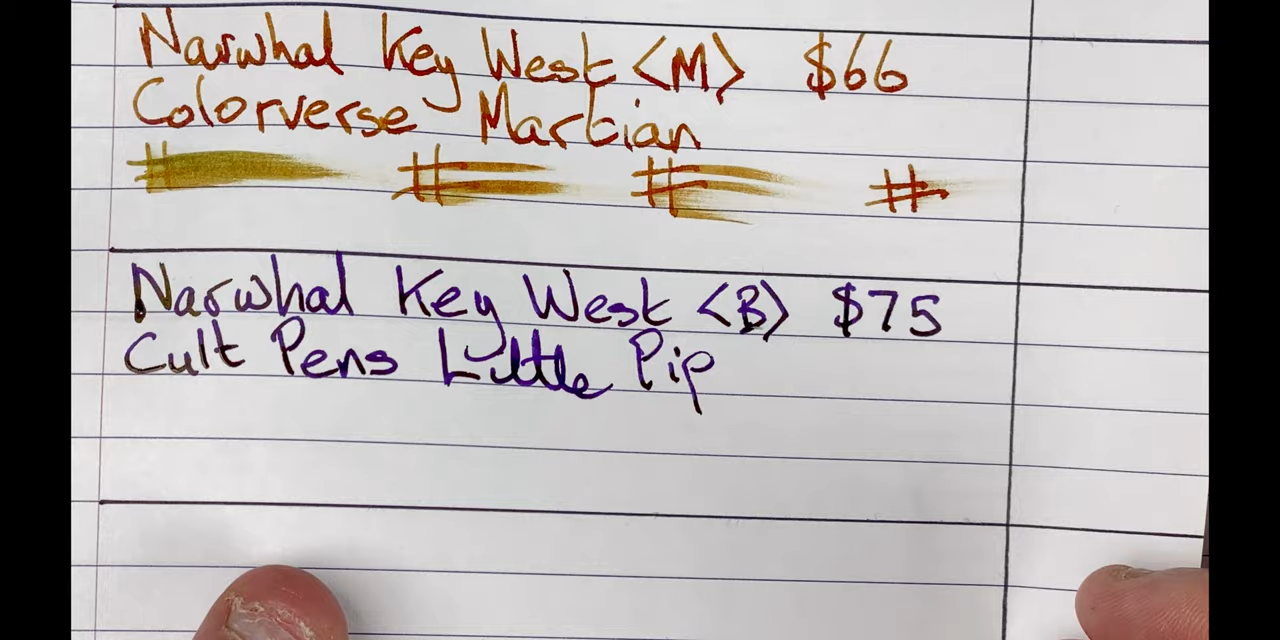 Narwhal Key West <M> $66
Colorverse Martian
# # # #
Narwhal Key West <B> $75
Cult Pens Little Pip